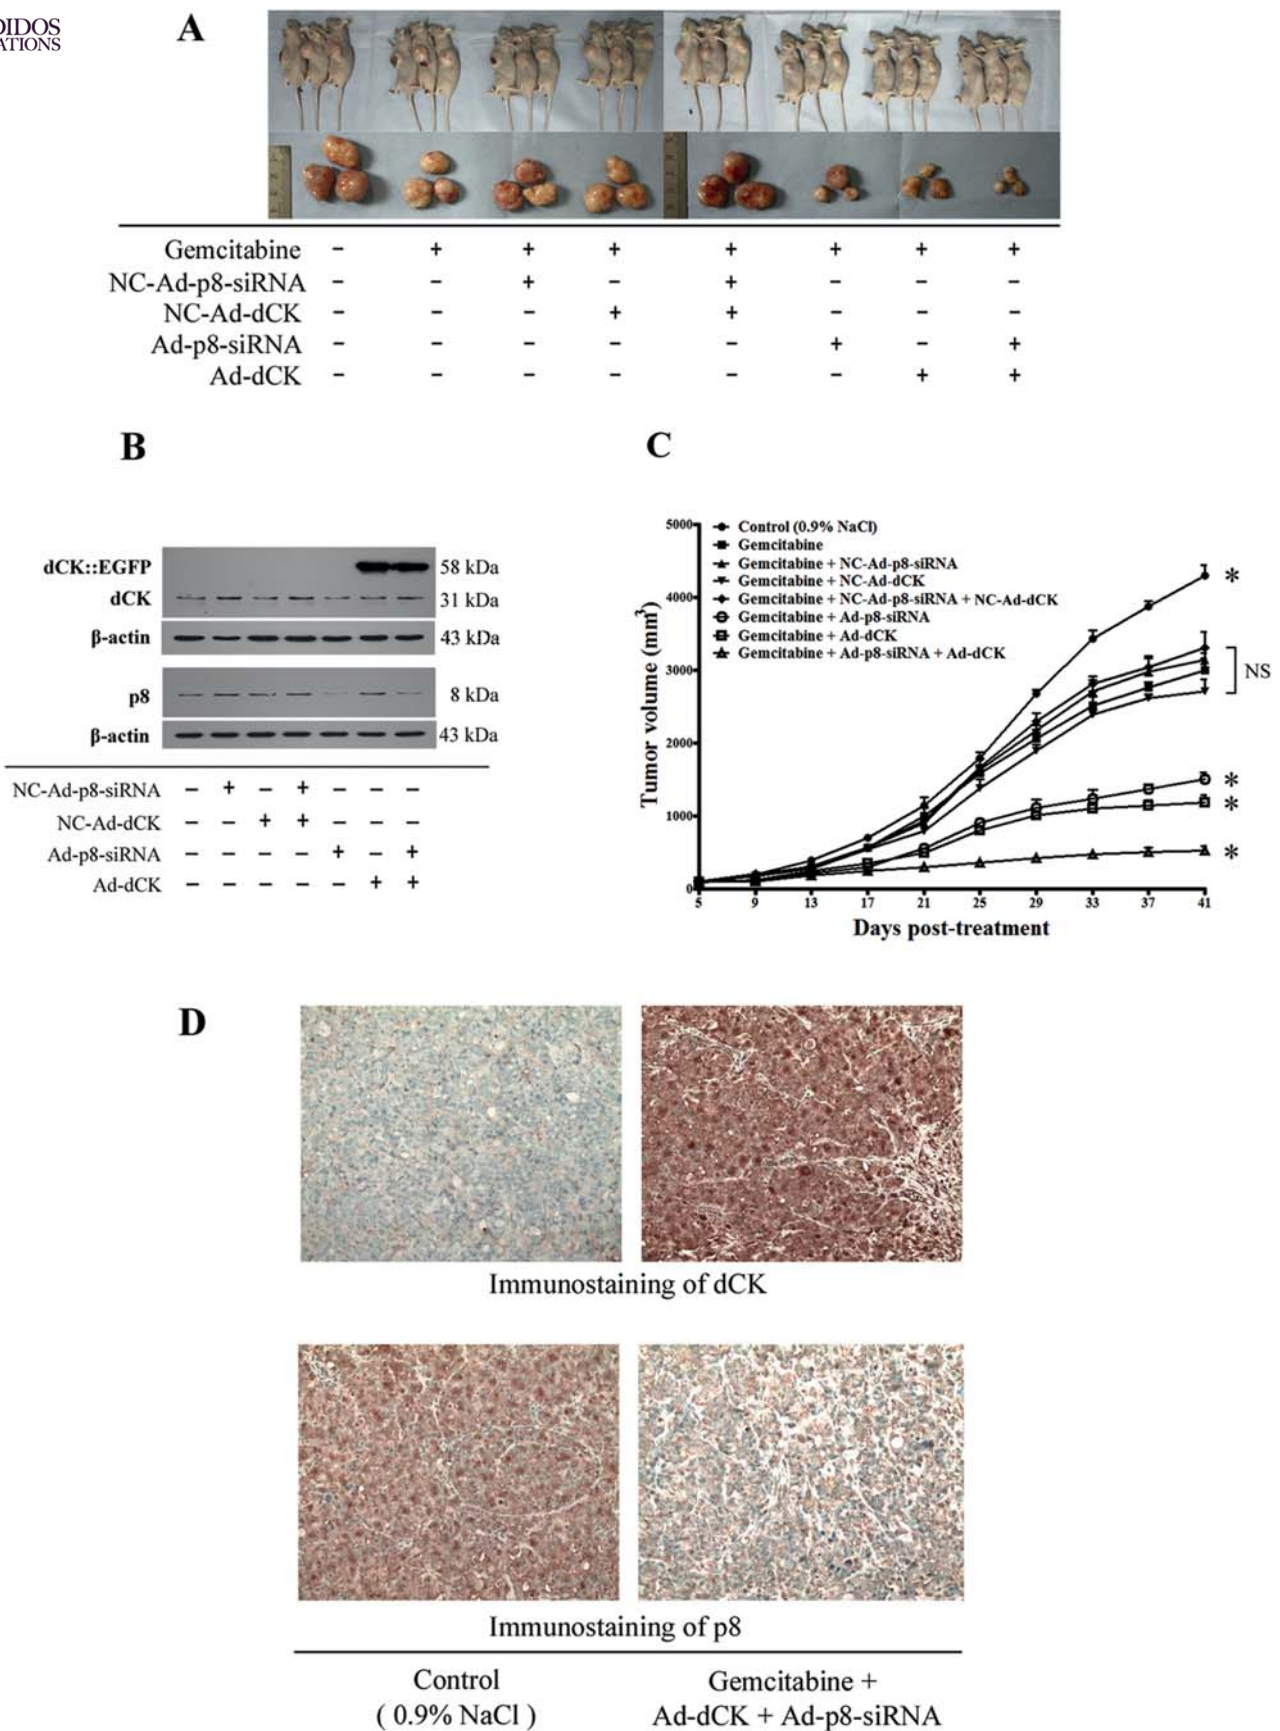 DIDOS
ATIONS
A
Gemcitabine - + + + + + + +
NC-Ad-p8-siRNA - - + - + - - -
NC-Ad-dCK - - - + + - - -
Ad-p8-siRNA - - - - - + - +
Ad-dCK - - - - - - + +
B
dCK::EGFP 58 kDa
dCK 31 kDa
β-actin 43 kDa
p8 8 kDa
β-actin 43 kDa
NC-Ad-p8-siRNA - + - + - - -
NC-Ad-dCK - - + + - - -
Ad-p8-siRNA - - - - + - +
Ad-dCK - - - - - + +
C
Control (0.9% NaCl)
Gemcitabine
Gemcitabine + NC-Ad-p8-siRNA
Gemcitabine + NC-Ad-dCK
Gemcitabine + NC-Ad-p8-siRNA + NC-Ad-dCK
Gemcitabine + Ad-p8-siRNA
Gemcitabine + Ad-dCK
Gemcitabine + Ad-p8-siRNA + Ad-dCK
Tumor volume (mm³)
5000
4000
3000
2000
1000
0
*
NS
*
*
*
5 9 13 17 21 25 29 33 37 41
Days post-treatment
D
Immunostaining of dCK
Immunostaining of p8
Control
( 0.9% NaCl )
Gemcitabine +
Ad-dCK + Ad-p8-siRNA